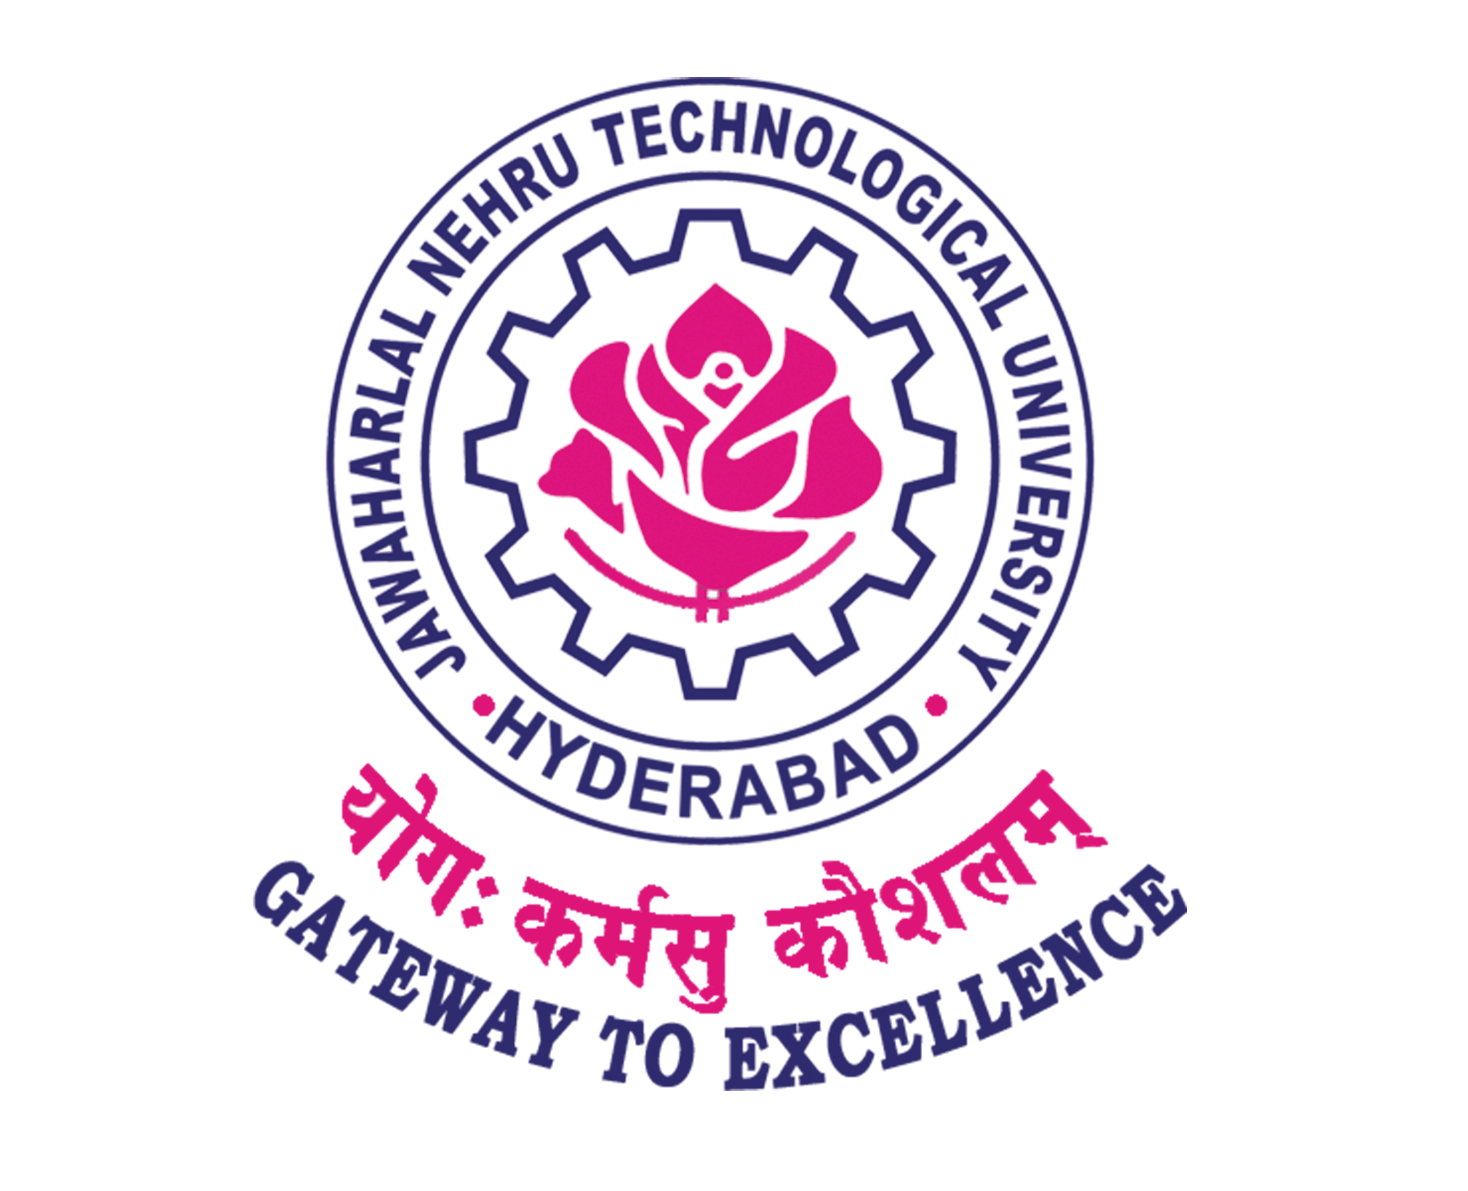 JAWAHARLAL NEHRU TECHNOLOGICAL UNIVERSITY
HYDERABAD
योगः कर्मसु कौशलम्
GATEWAY TO EXCELLENCE